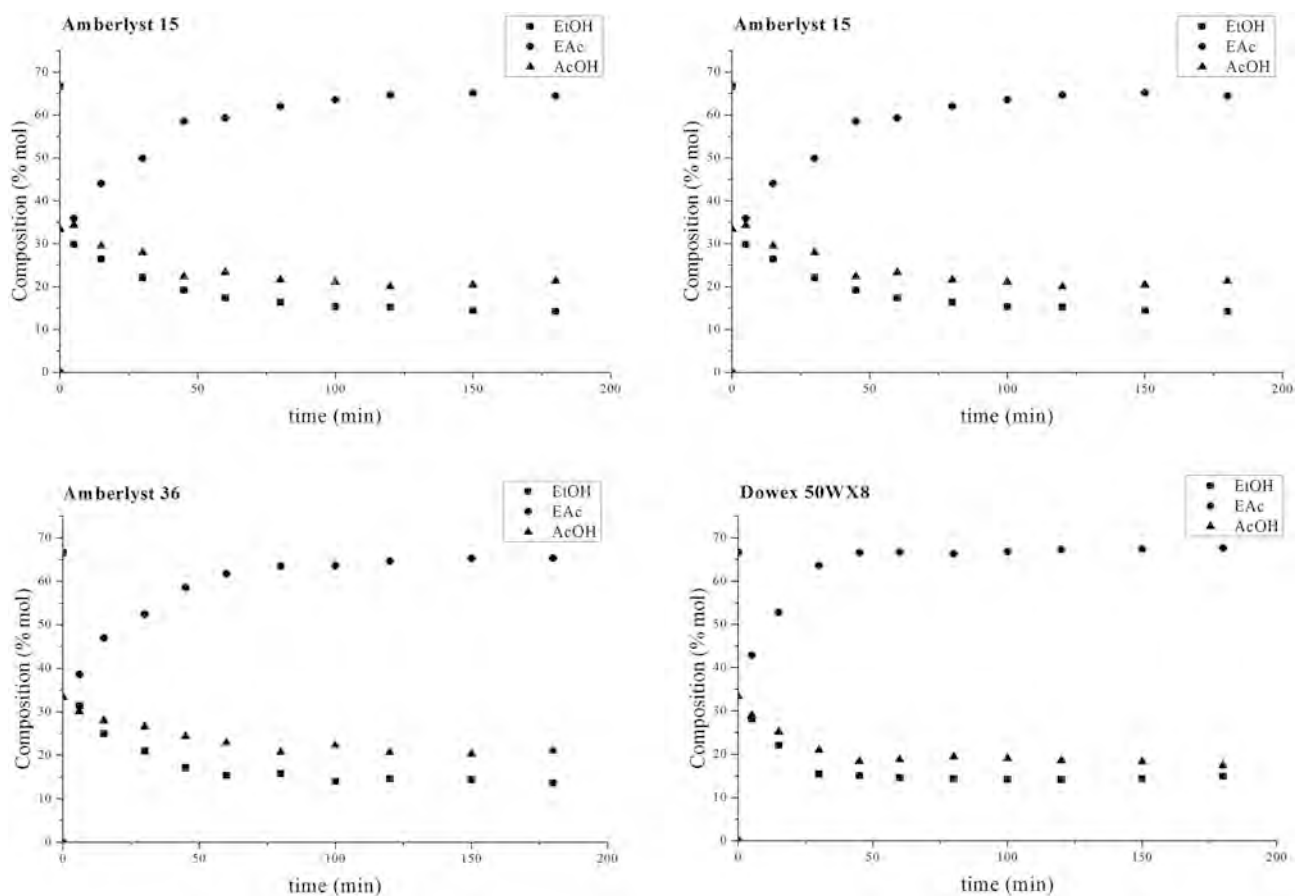 Amberlyst 15
EtOH
EAc
AcOH
Composition (% mol)
70
60
50
40
30
20
10
0
0
50
100
150
200
time (min)
Amberlyst 15
EtOH
EAc
AcOH
Composition (% mol)
70
60
50
40
30
20
10
0
0
50
100
150
200
time (min)
Amberlyst 36
EtOH
EAc
AcOH
Composition (% mol)
70
60
50
40
30
20
10
0
0
50
100
150
200
time (min)
Dowex 50WX8
EtOH
EAc
AcOH
Composition (% mol)
70
60
50
40
30
20
10
0
0
50
100
150
200
time (min)